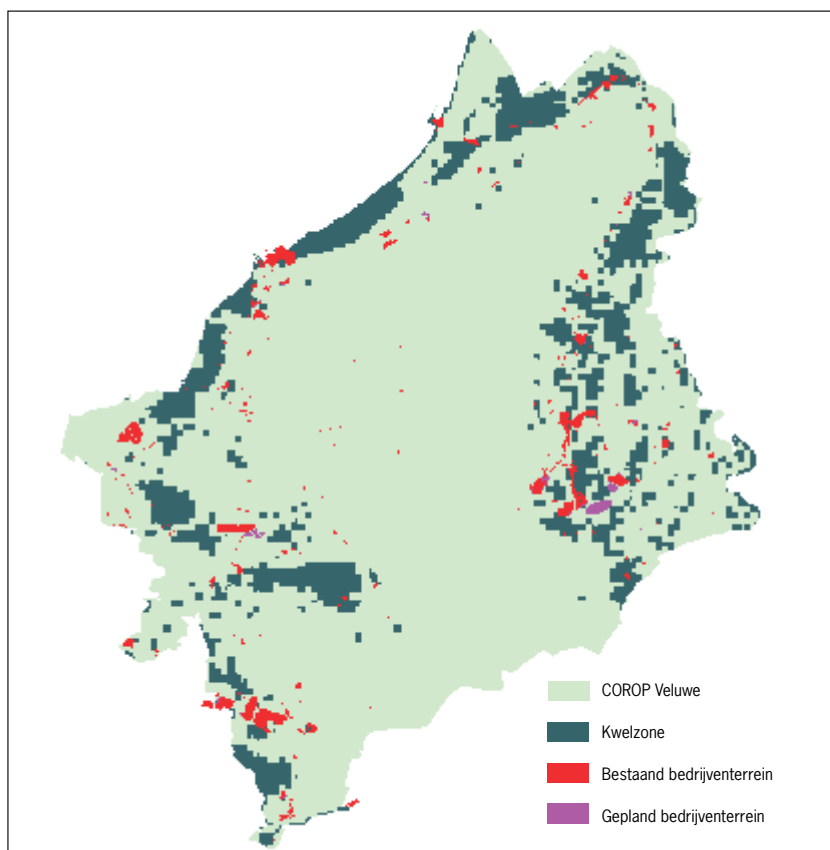 COROP Veluwe
Kwelzone
Bestaand bedrijventerrein
Gepland bedrijventerrein